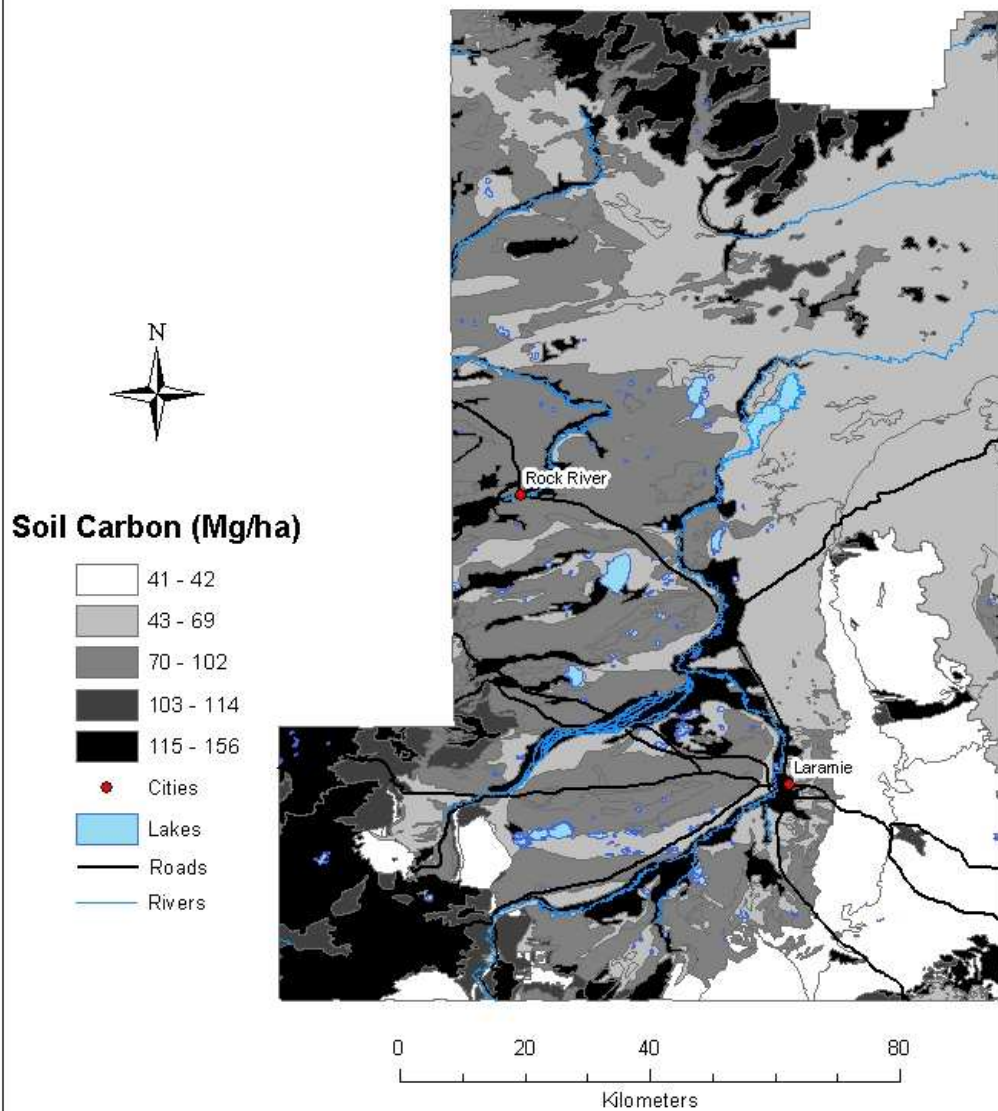 N
Rock River
Soil Carbon (Mg/ha)
41 - 42
43 - 69
70 - 102
103 - 114
115 - 156
Cities
Lakes
Roads
Rivers
Laramie
0 20 40 80
Kilometers